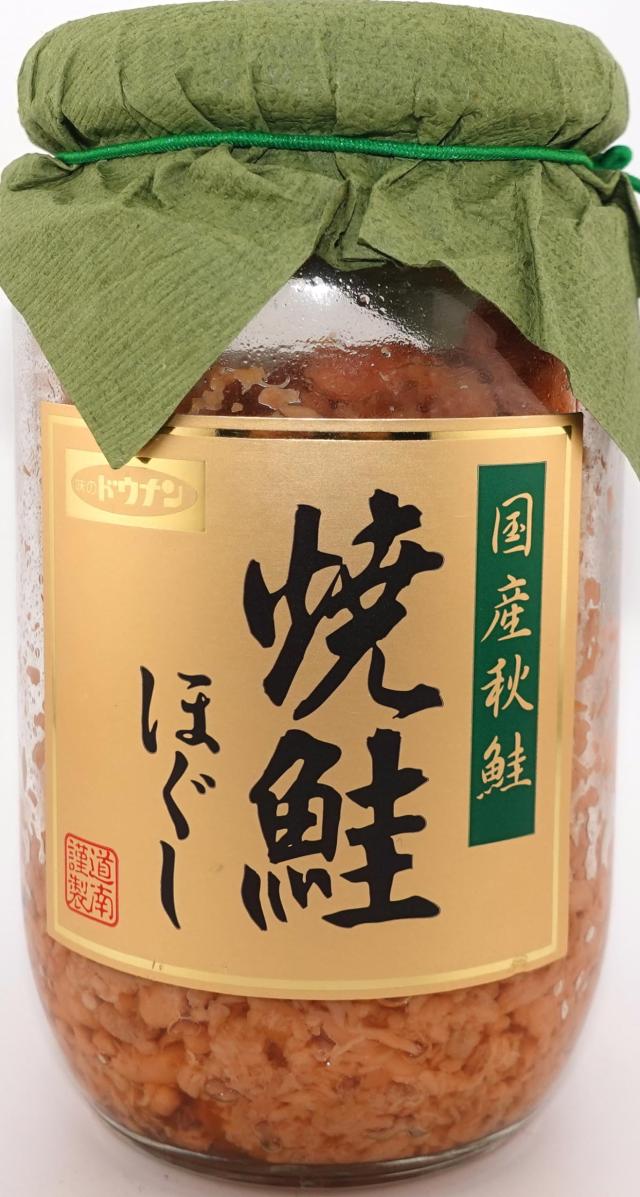 国産秋鮭
焼鮭
ほぐし
味のドウナン
道南
謹製